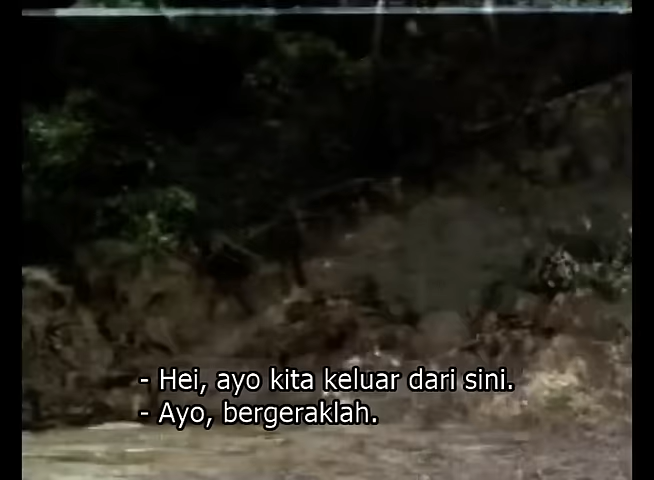 - Hei, ayo kita keluar dari sini.
- Ayo, bergeraklah.